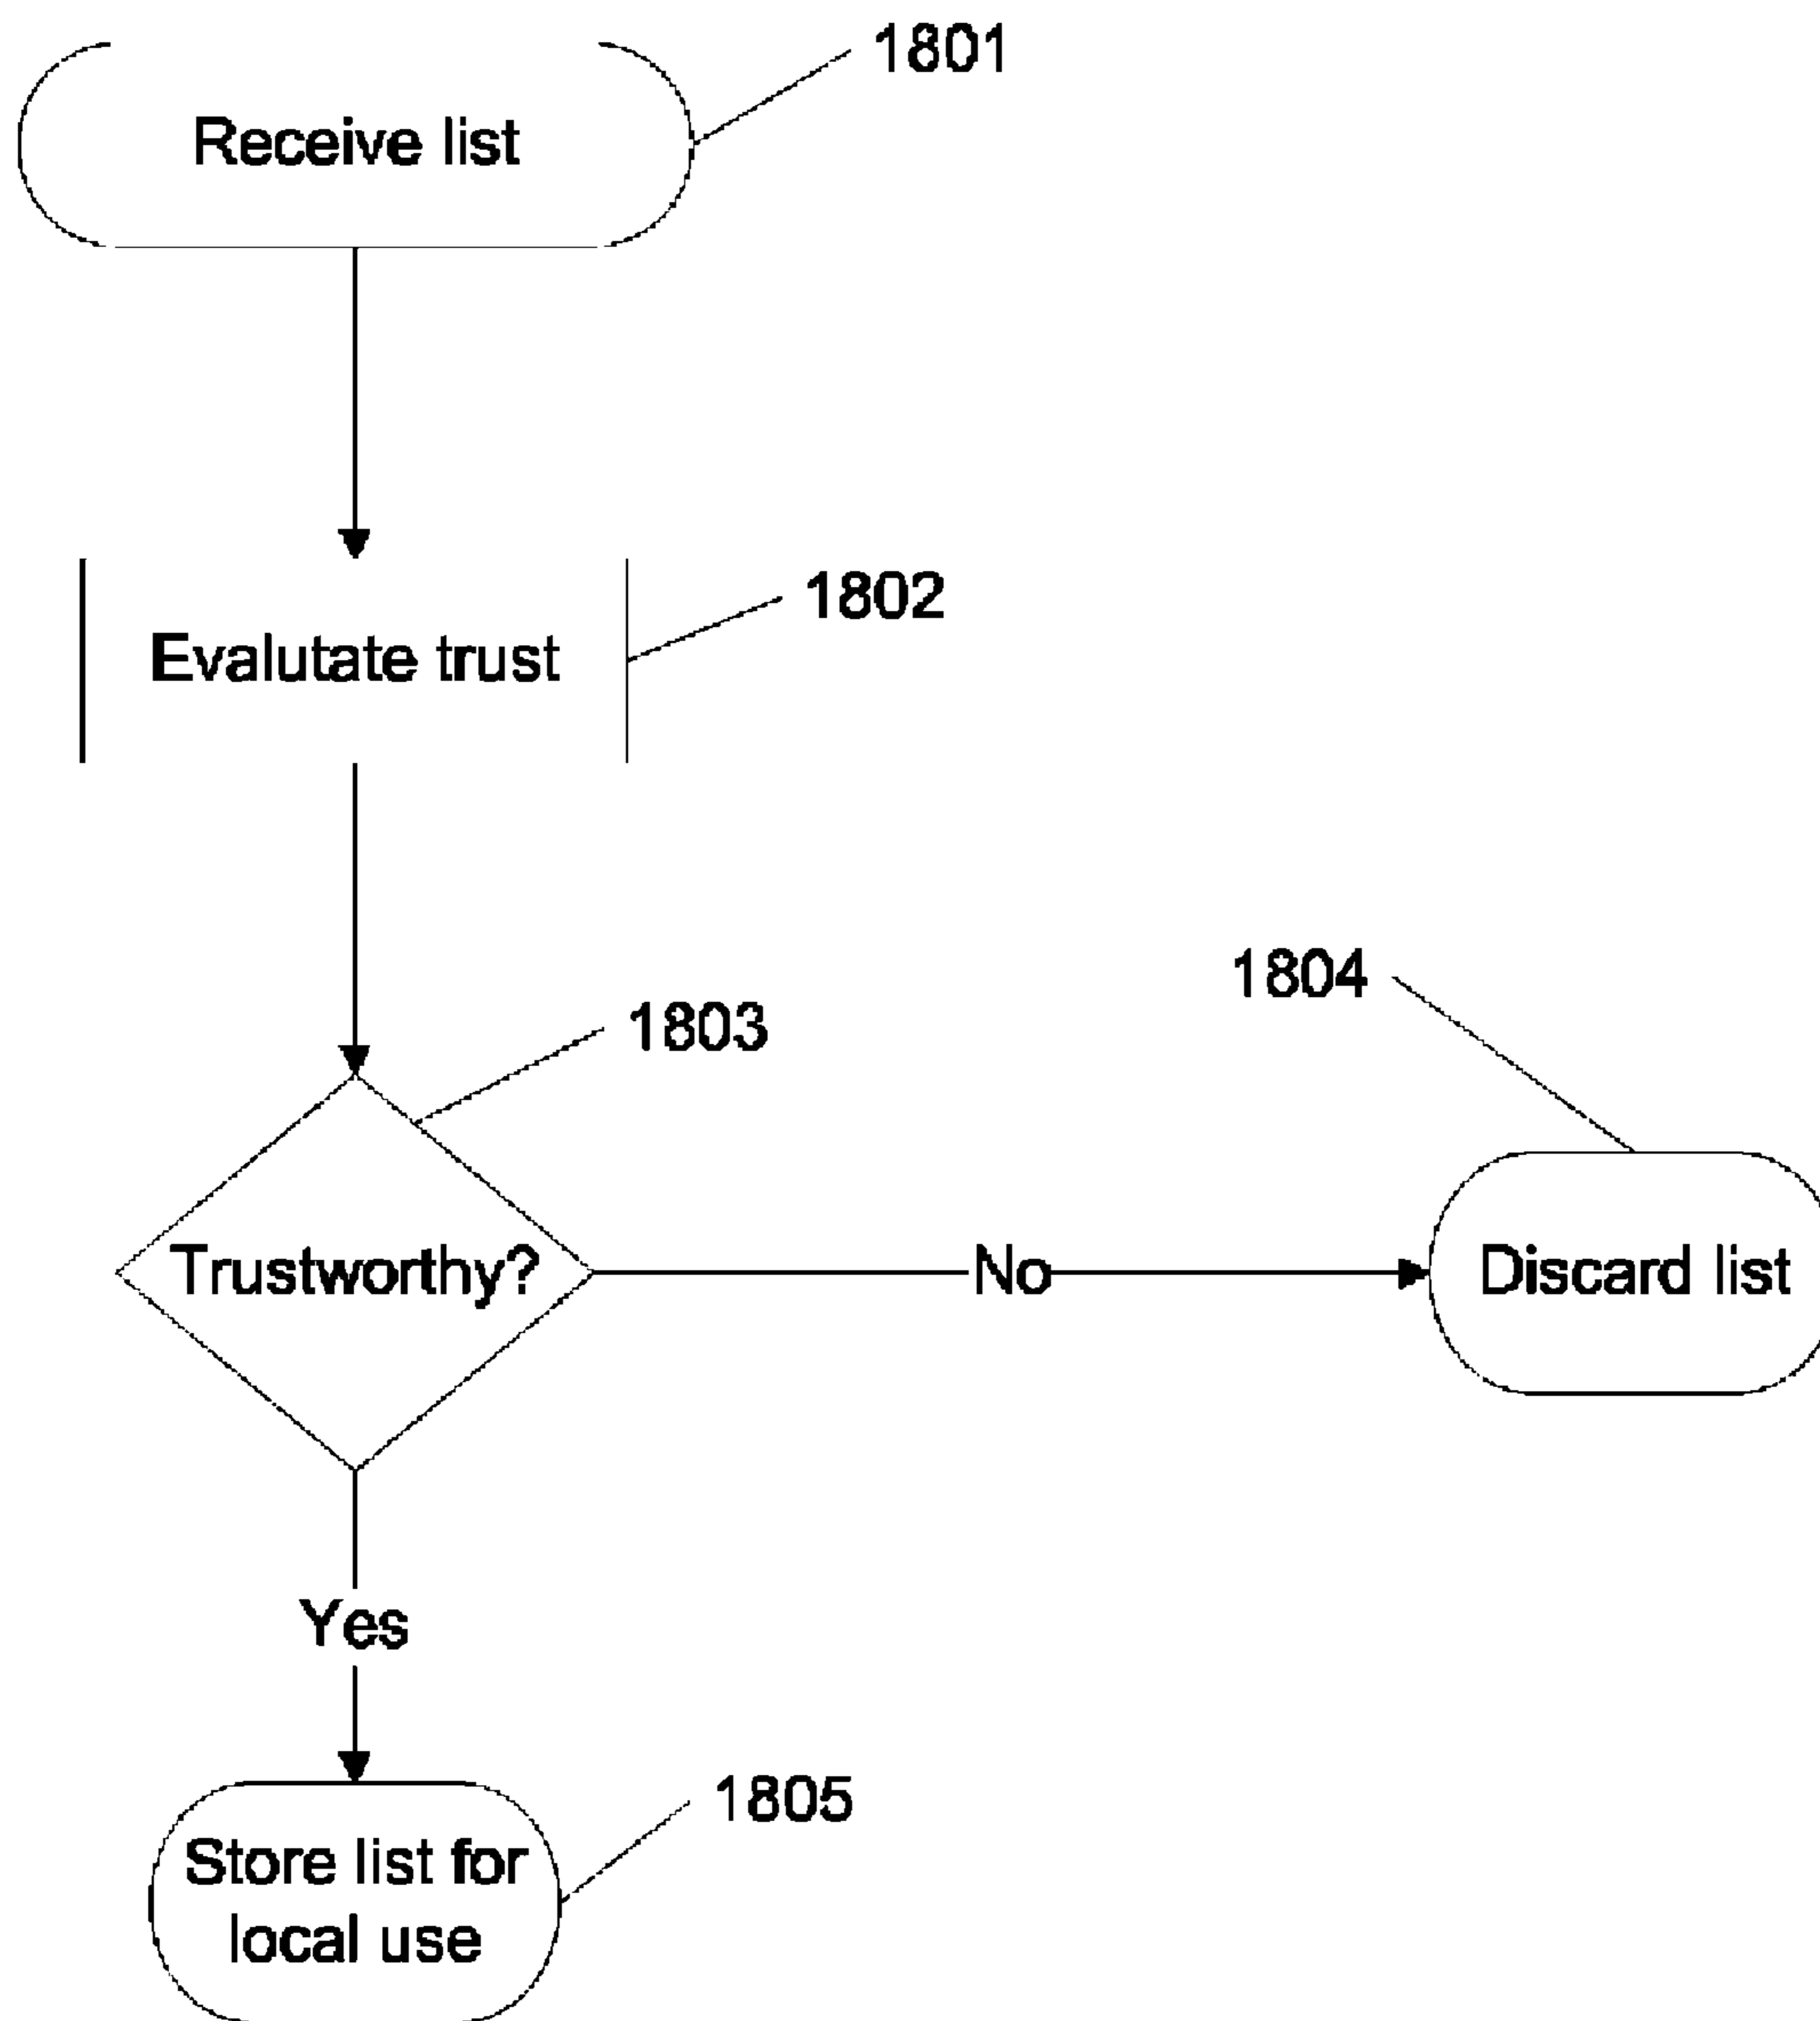 1801
Receive list
1802
Evalutate trust
1804
1803
Trustworthy?
No
Discard list
Yes
1805
Store list for
local use